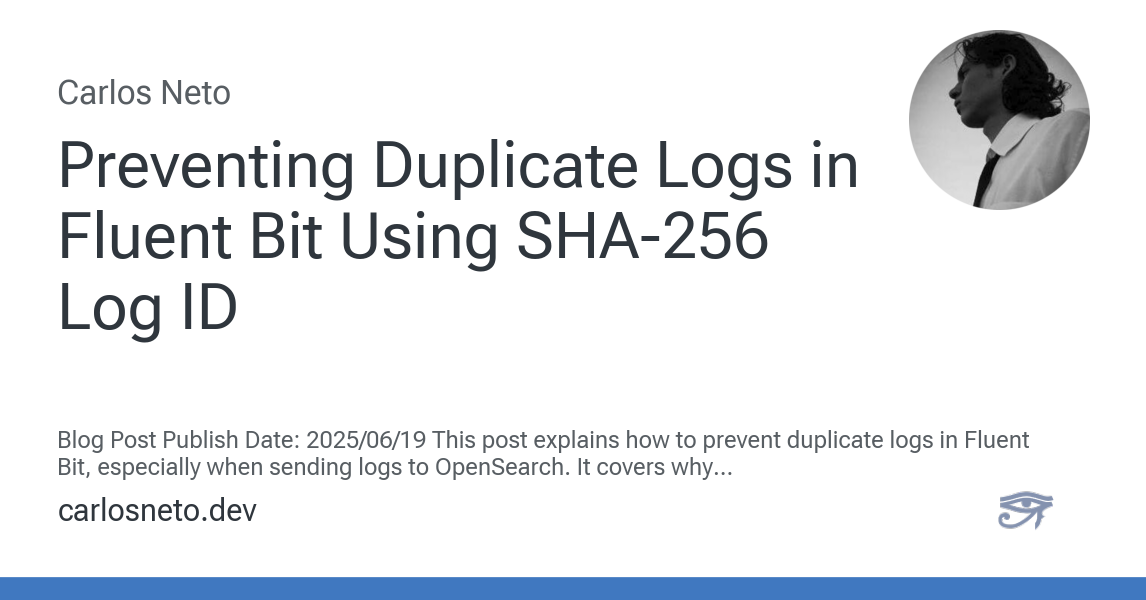 Carlos Neto
Preventing Duplicate Logs in
Fluent Bit Using SHA-256
Log ID
Blog Post Publish Date: 2025/06/19 This post explains how to prevent duplicate logs in Fluent
Bit, especially when sending logs to OpenSearch. It covers why...
carlosneto.dev